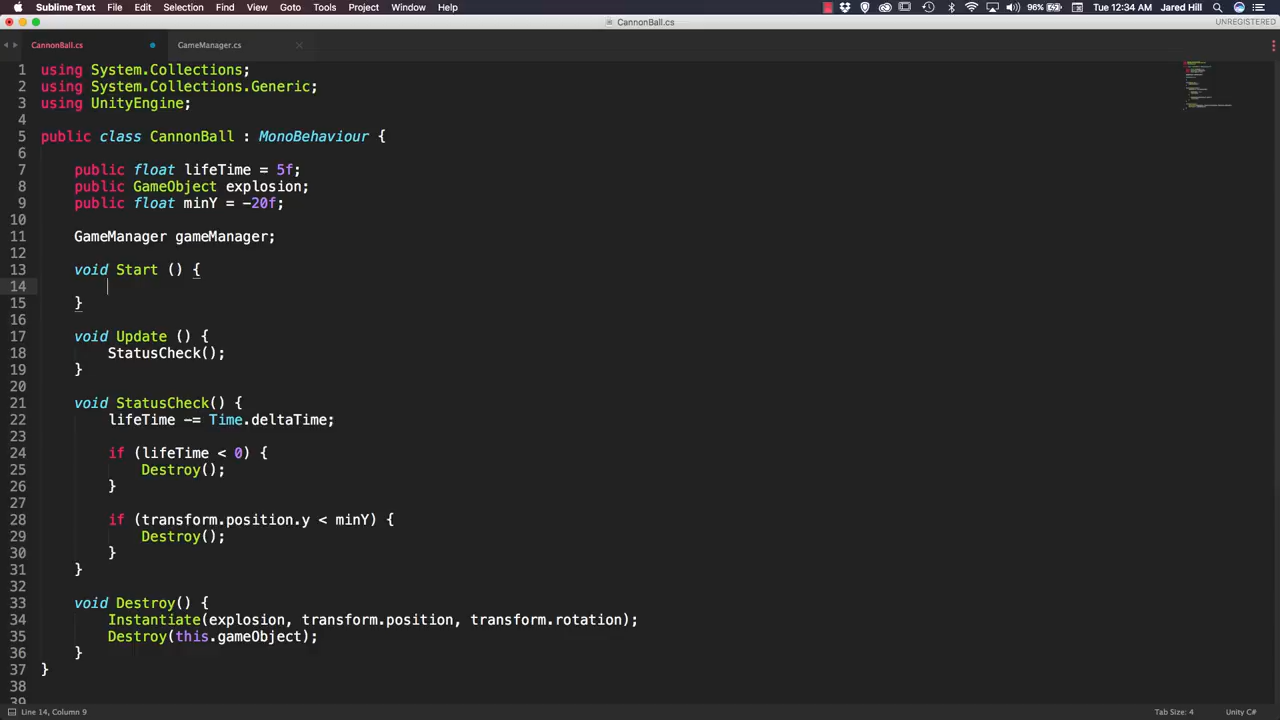 Sublime Text File Edit Selection Find View Goto Tools Project Window Help 96% Tue 12:34 AM Jared Hill
CannonBall.cs UNREGISTERED
CannonBall.cs GameManager.cs
1 using System.Collections;
2 using System.Collections.Generic;
3 using UnityEngine;
4
5 public class CannonBall : MonoBehaviour {
6
7 public float lifeTime = 5f;
8 public GameObject explosion;
9 public float minY = -20f;
10
11 GameManager gameManager;
12
13 void Start () {
14
15 }
16
17 void Update () {
18 StatusCheck();
19 }
20
21 void StatusCheck() {
22 lifeTime -= Time.deltaTime;
23
24 if (lifeTime < 0) {
25 Destroy();
26 }
27
28 if (transform.position.y < minY) {
29 Destroy();
30 }
31 }
32
33 void Destroy() {
34 Instantiate(explosion, transform.position, transform.rotation);
35 Destroy(this.gameObject);
36 }
37 }
38
39
Line 14, Column 9 Tab Size: 4 Unity C#